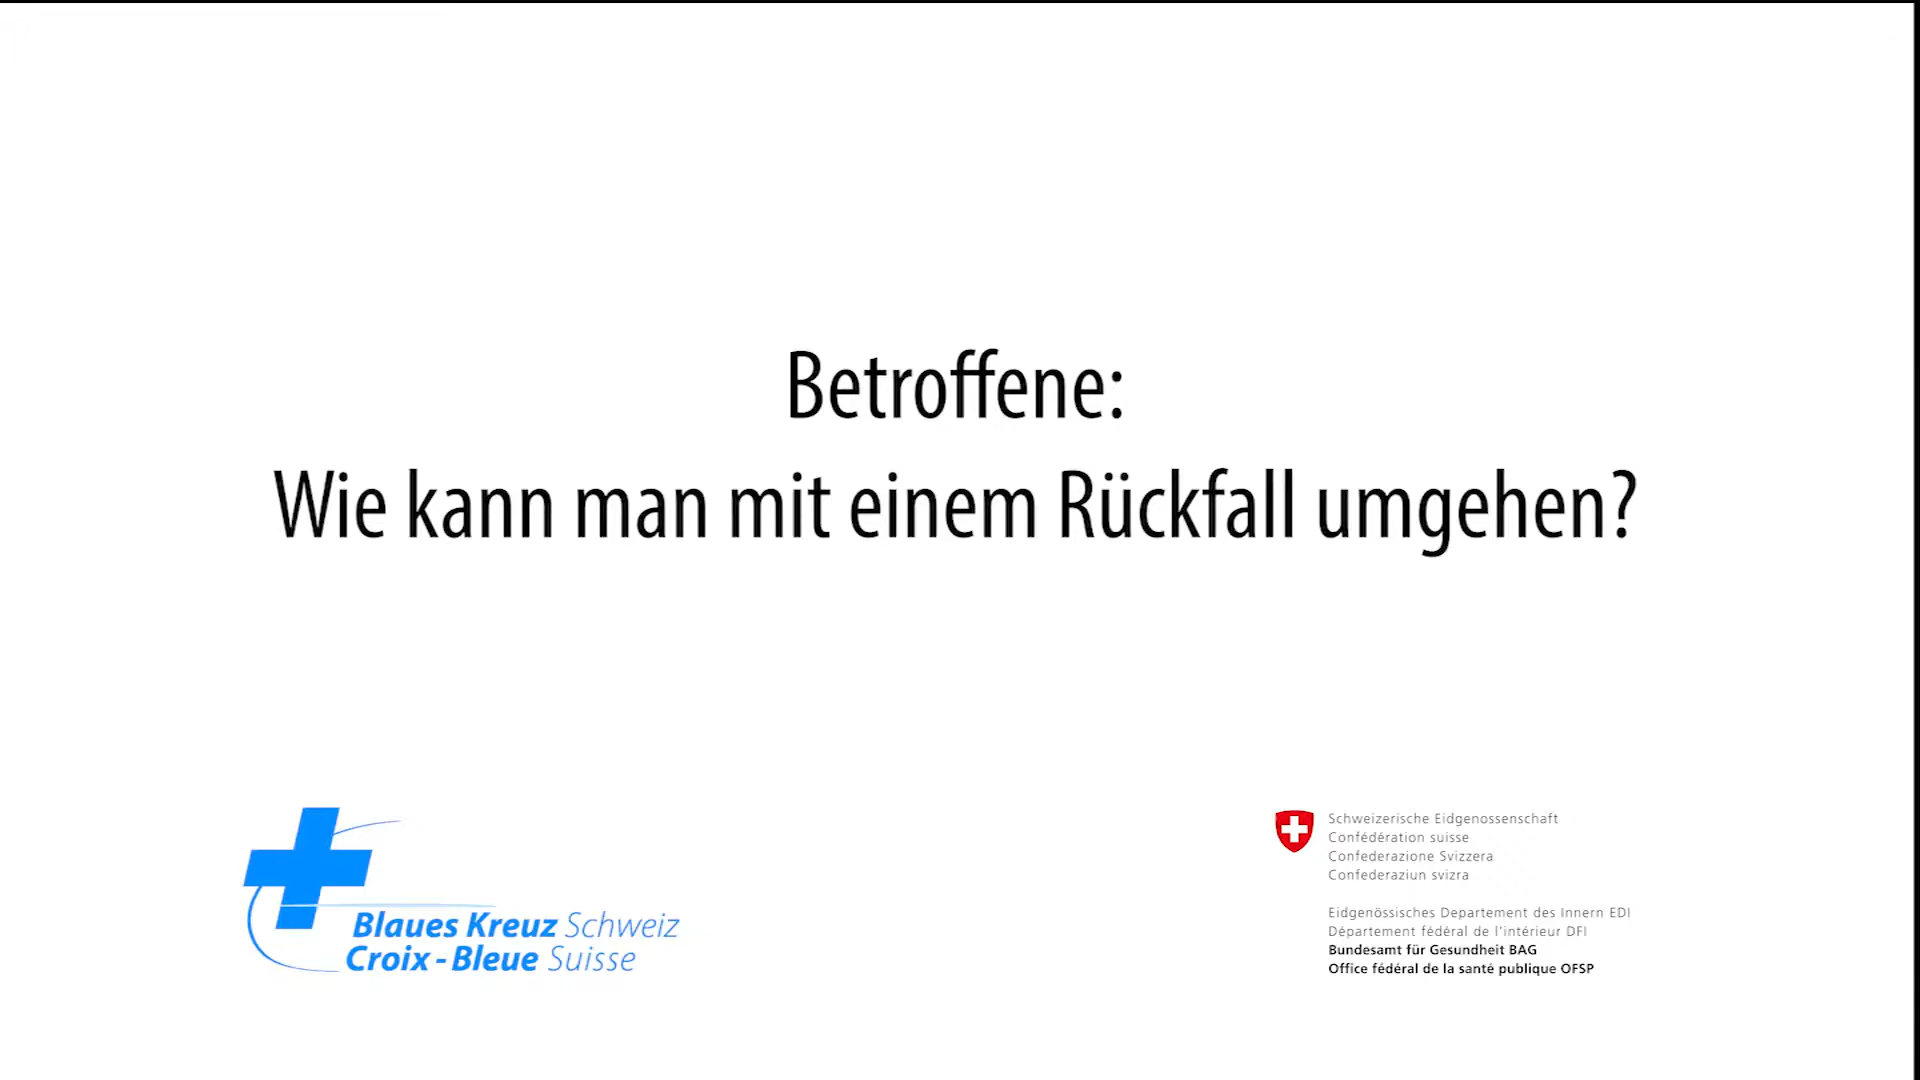 Betroffene:
Wie kann man mit einem Rückfall umgehen?
Blaues Kreuz Schweiz
Croix-Bleue Suisse
Schweizerische Eidgenossenschaft
Confédération suisse
Confederazione Svizzera
Confederaziun svizra
Eidgenössisches Departement des Innern EDI
Département fédéral de l'intérieur DFI
Bundesamt für Gesundheit BAG
Office fédéral de la santé publique OFSP